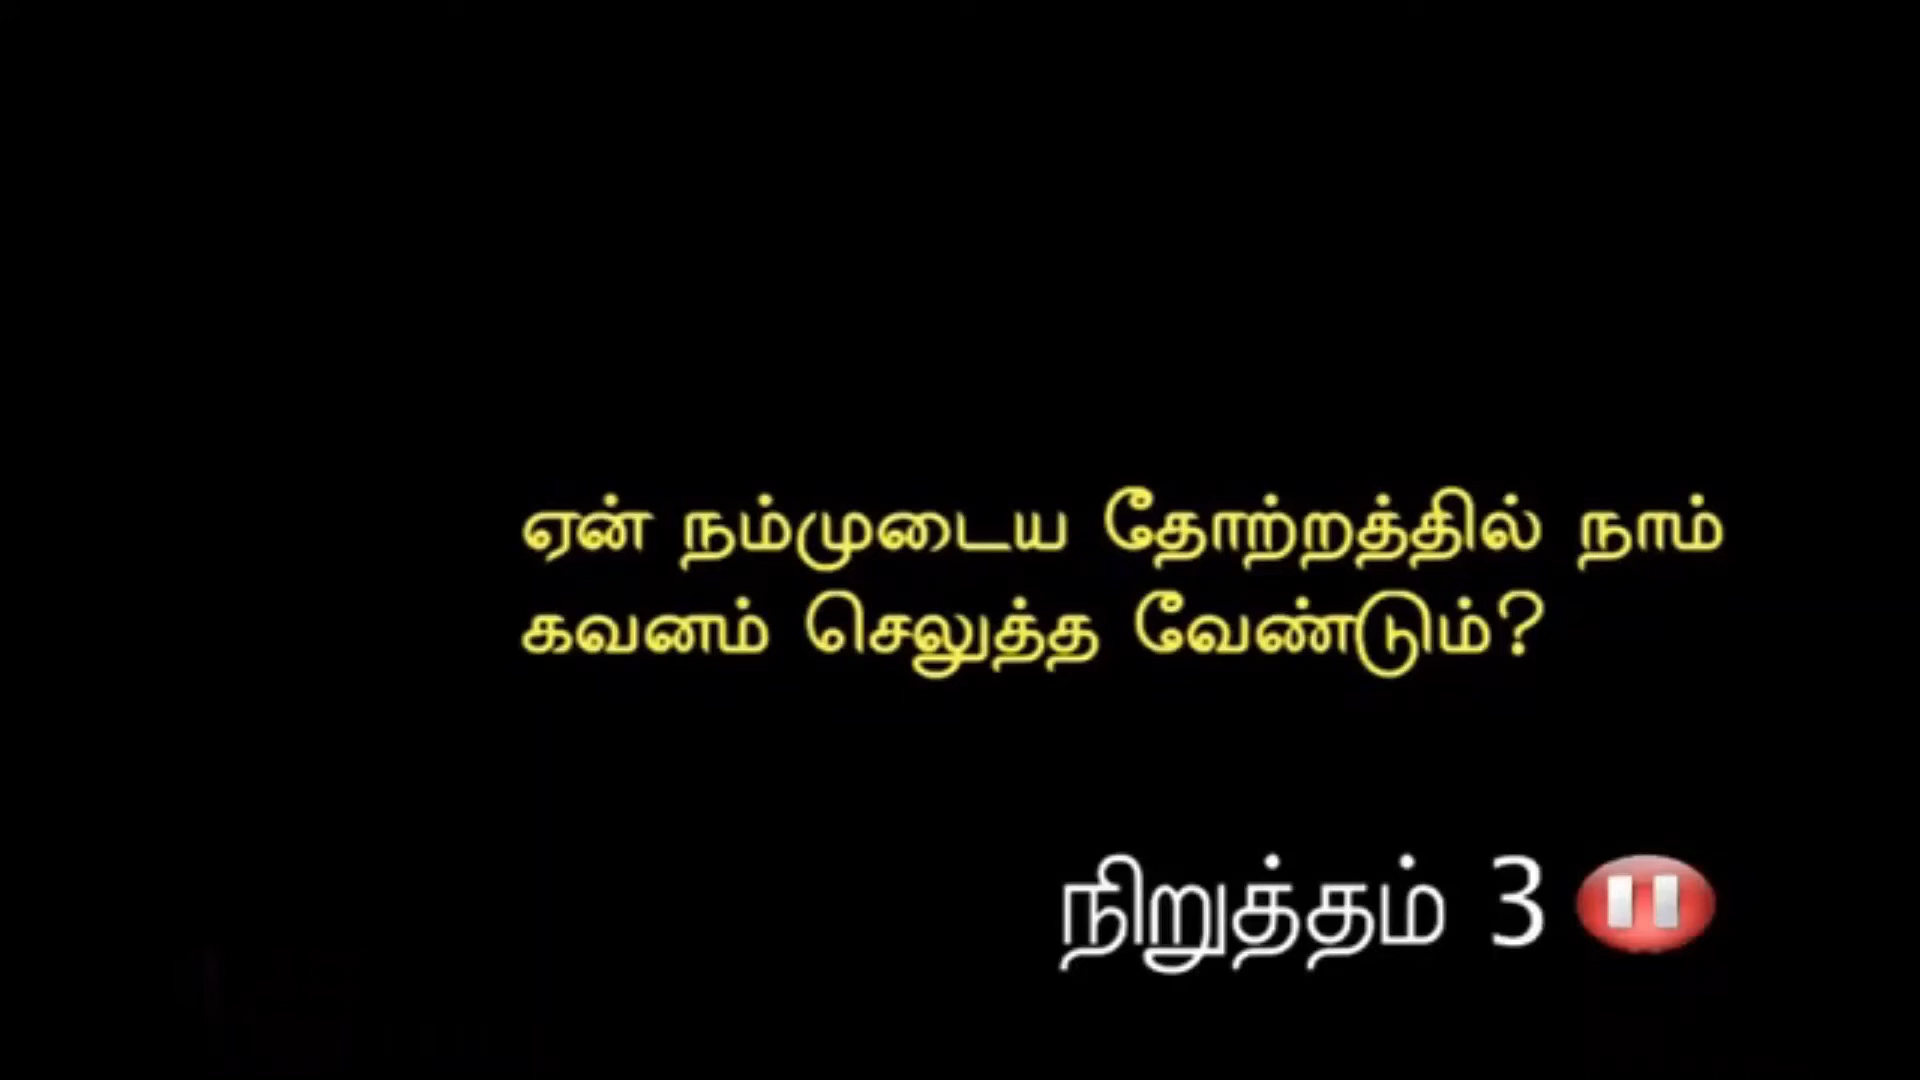 ஏன் நம்முடைய தோற்றத்தில் நாம்
கவனம் செலுத்த வேண்டும்?
நிறுத்தம் 3